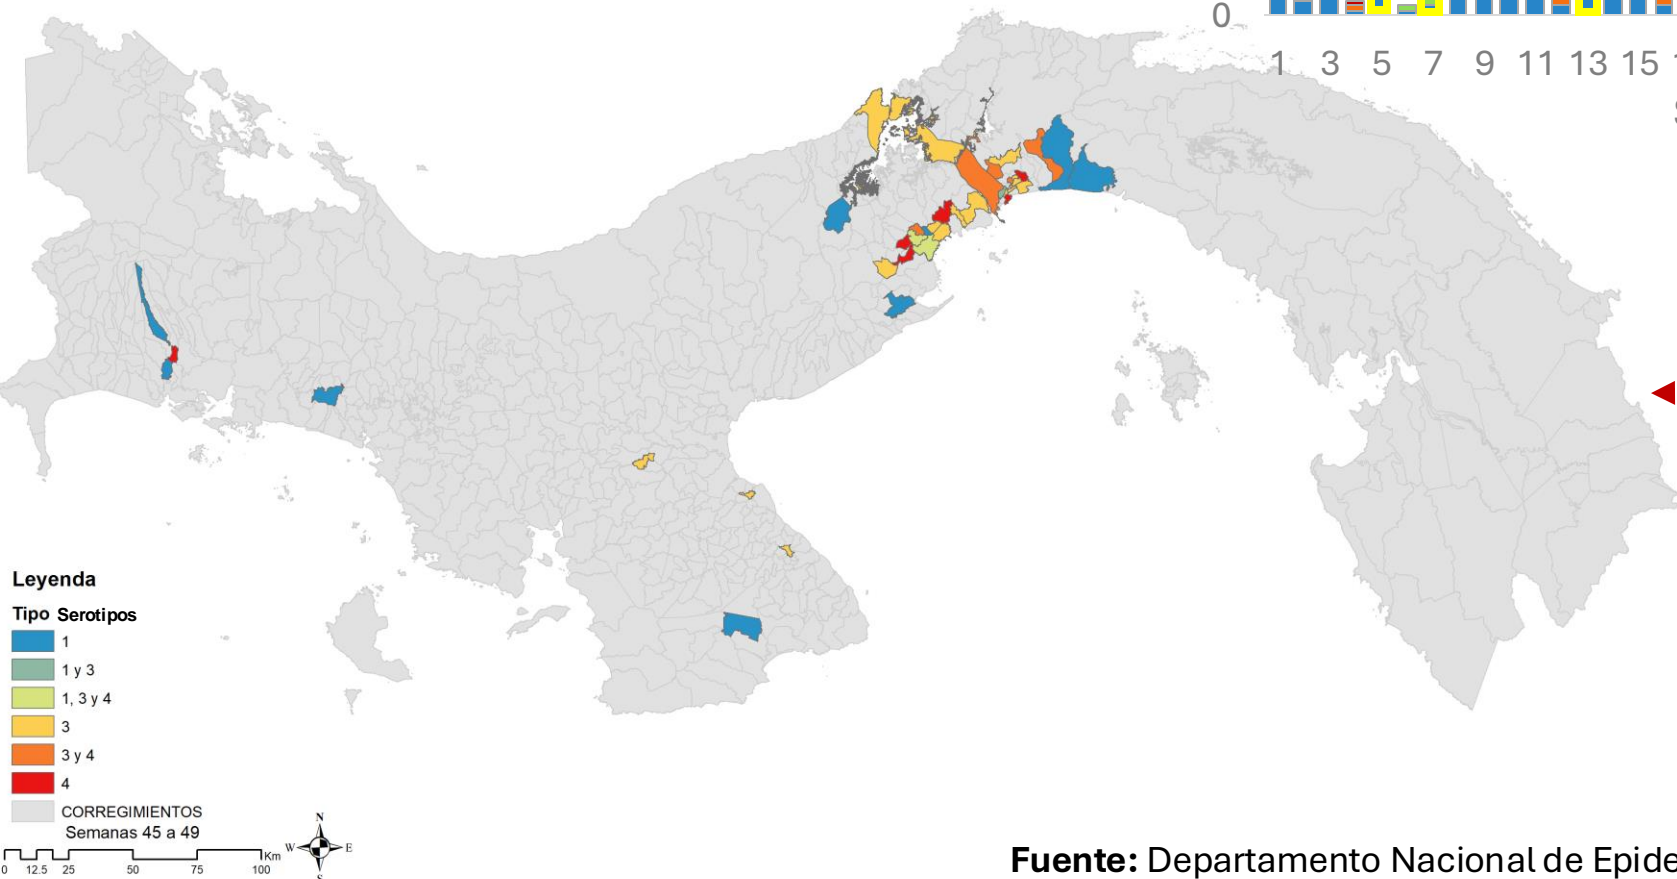 0
1 3 5 7 9 11 13 15
Leyenda
Tipo Serotipos
1
1 y 3
1, 3 y 4
3
3 y 4
4
CORREGIMIENTOS
Semanas 45 a 49
N
W E
S
Km
0 12.5 25 50 75 100
Fuente: Departamento Nacional de Epide